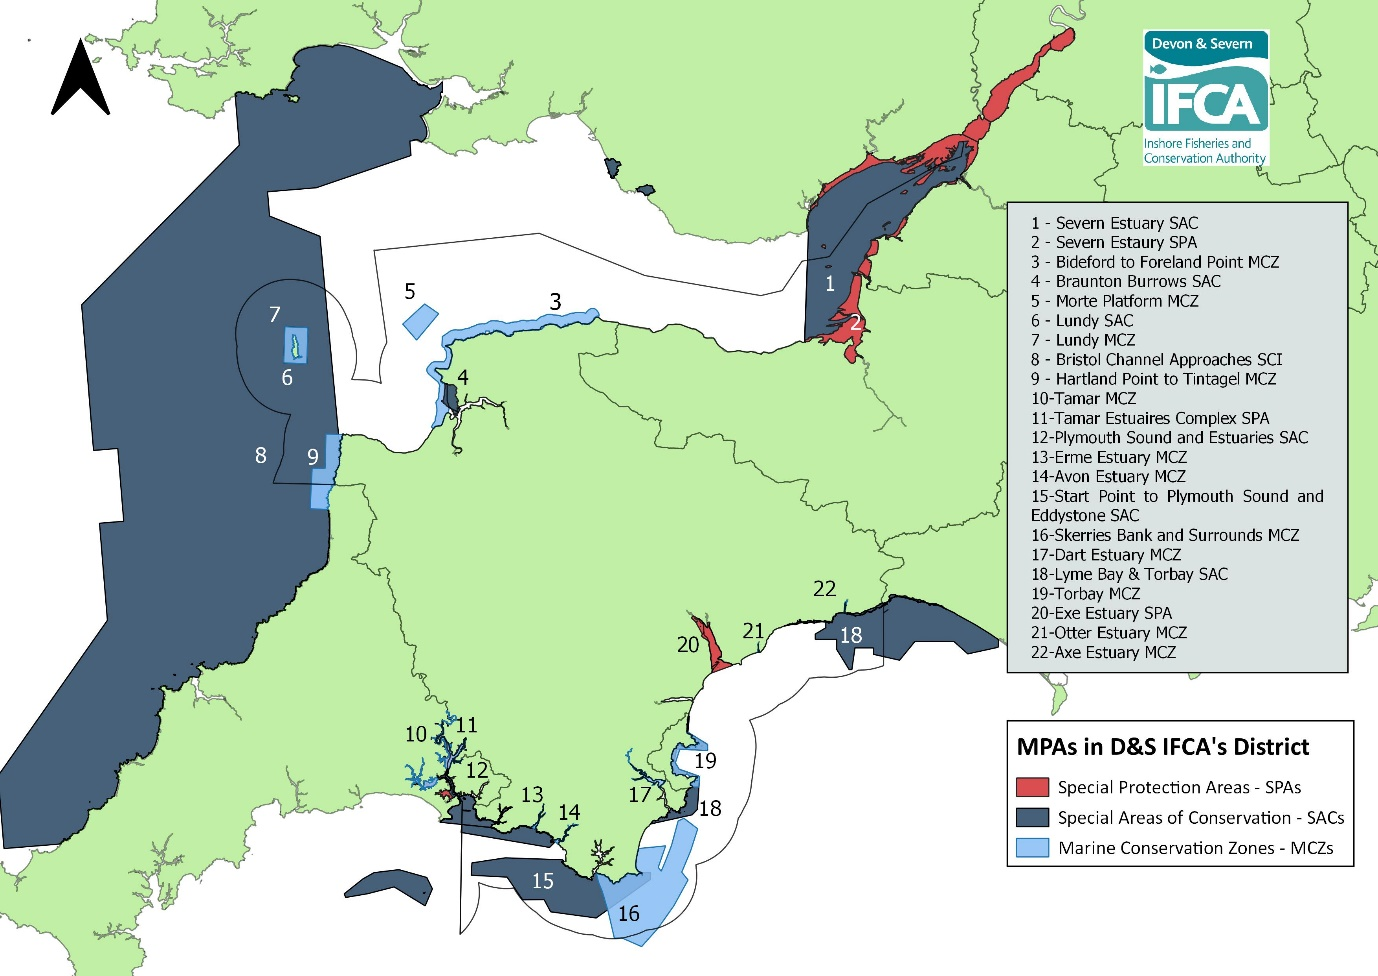 Devon & Severn
IFCA
Inshore Fisheries and
Conservation Authority
1 - Severn Estuary SAC
2 - Severn Estaury SPA
3 - Bideford to Foreland Point MCZ
4 - Braunton Burrows SAC
5 - Morte Platform MCZ
6 - Lundy SAC
7 - Lundy MCZ
8 - Bristol Channel Approaches SCI
9 - Hartland Point to Tintagel MCZ
10-Tamar MCZ
11-Tamar Estuaires Complex SPA
12-Plymouth Sound and Estuaries SAC
13-Erme Estuary MCZ
14-Avon Estuary MCZ
15-Start Point to Plymouth Sound and
Eddystone SAC
16-Skerries Bank and Surrounds MCZ
17-Dart Estuary MCZ
18-Lyme Bay & Torbay SAC
19-Torbay MCZ
20-Exe Estuary SPA
21-Otter Estuary MCZ
22-Axe Estuary MCZ
1
2
5
3
7
6
4
8
9
22
21
18
20
10
11
12
19
17
13
18
14
15
16
MPAs in D&S IFCA's District
Special Protection Areas - SPAs
Special Areas of Conservation - SACs
Marine Conservation Zones - MCZs